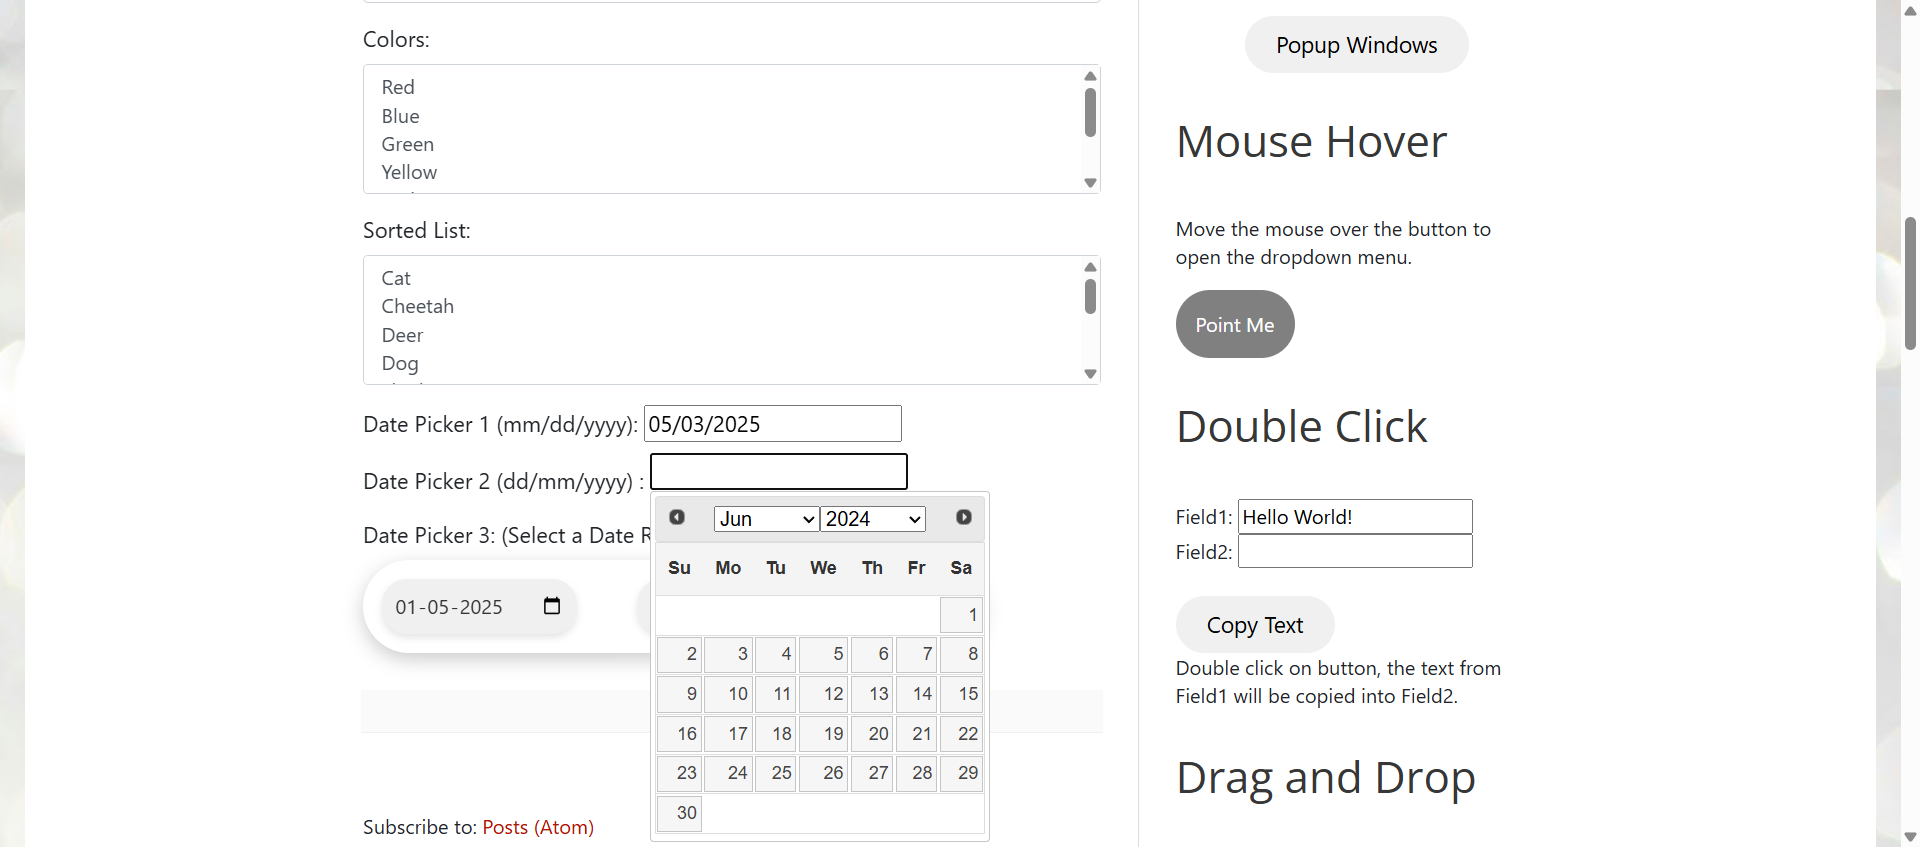 Colors:
Red
Blue
Green
Yellow
Sorted List:
Cat
Cheetah
Deer
Dog
Date Picker 1 (mm/dd/yyyy): 05/03/2025
Date Picker 2 (dd/mm/yyyy) :
Date Picker 3: (Select a Date R
01-05-2025
Jun 2024
Su Mo Tu We Th Fr Sa
1
2 3 4 5 6 7 8
9 10 11 12 13 14 15
16 17 18 19 20 21 22
23 24 25 26 27 28 29
30
Subscribe to: Posts (Atom)
Popup Windows
Mouse Hover
Move the mouse over the button to
open the dropdown menu.
Point Me
Double Click
Field1: Hello World!
Field2:
Copy Text
Double click on button, the text from
Field1 will be copied into Field2.
Drag and Drop